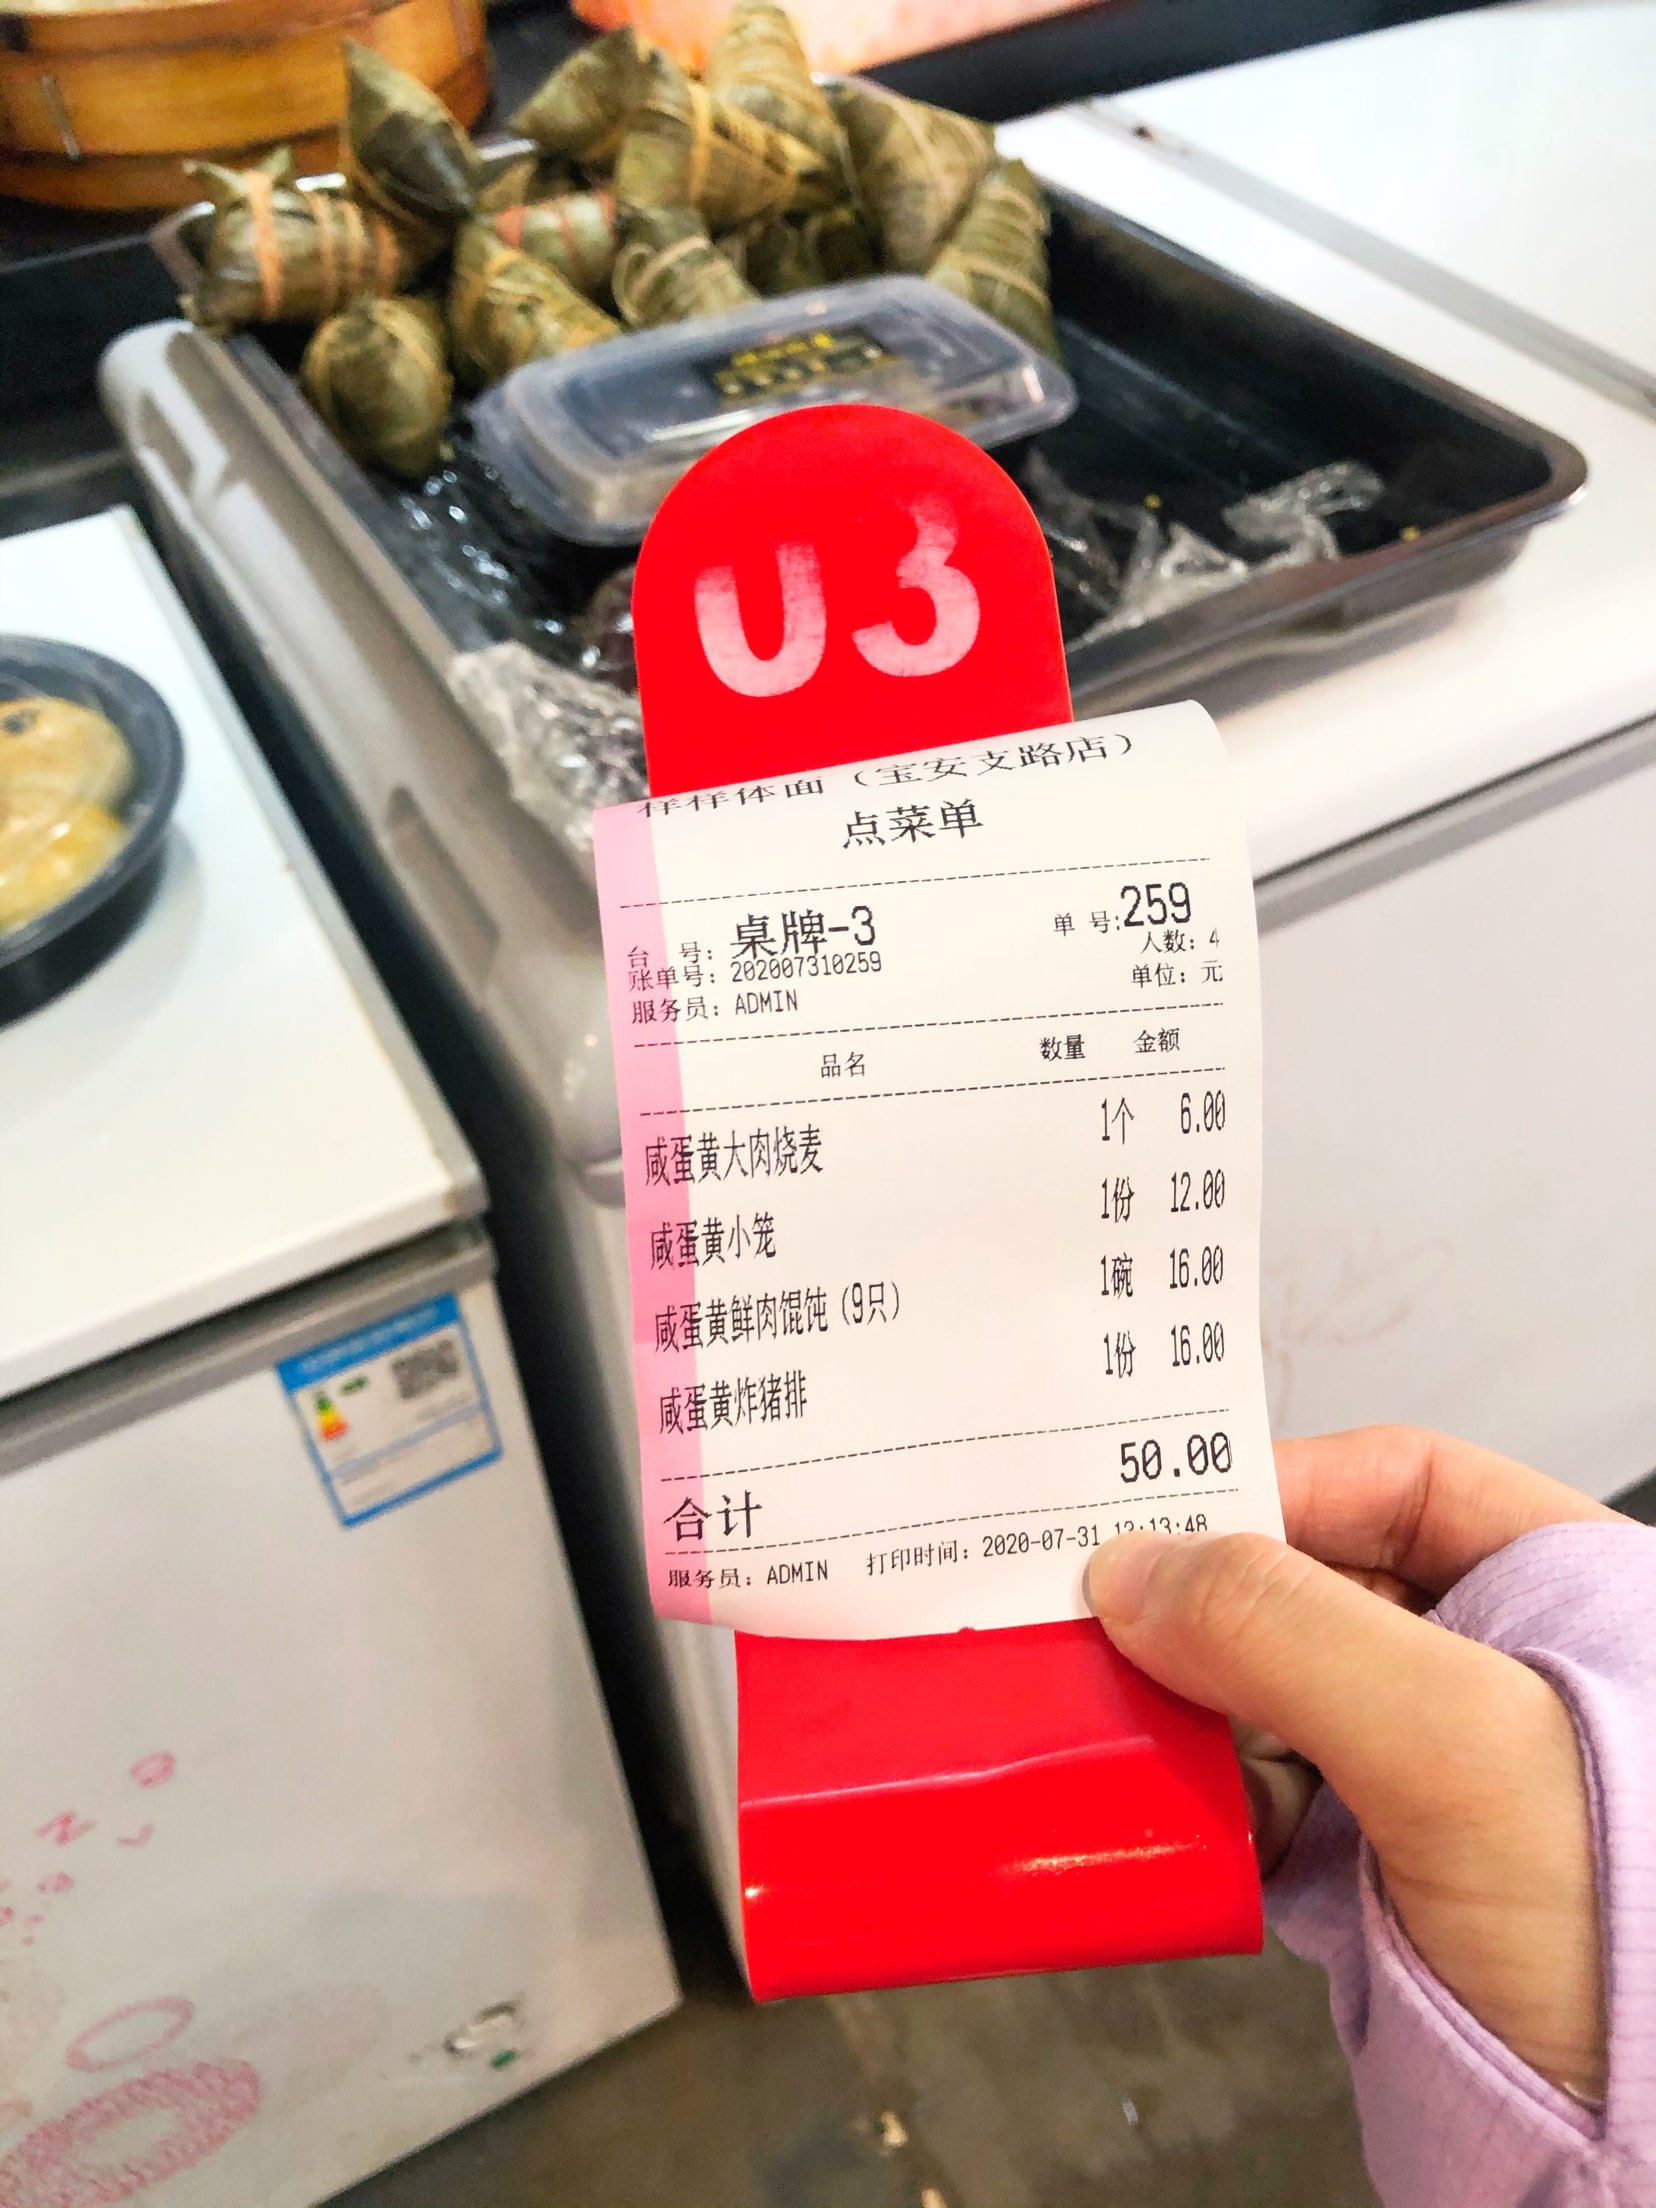 03
样样体面（宝安支路店）
点菜单
台 号：桌牌-3 单 号:259
人数：4
账单号：202007310259 单位：元
服务员：ADMIN
品名 数量 金额
咸蛋黄大肉烧麦 1个 6.00
咸蛋黄小笼 1份 12.00
咸蛋黄鲜肉馄饨（9只） 1碗 16.00
咸蛋黄炸猪排 1份 16.00
合计 50.00
服务员：ADMIN 打印时间：2020-07-31